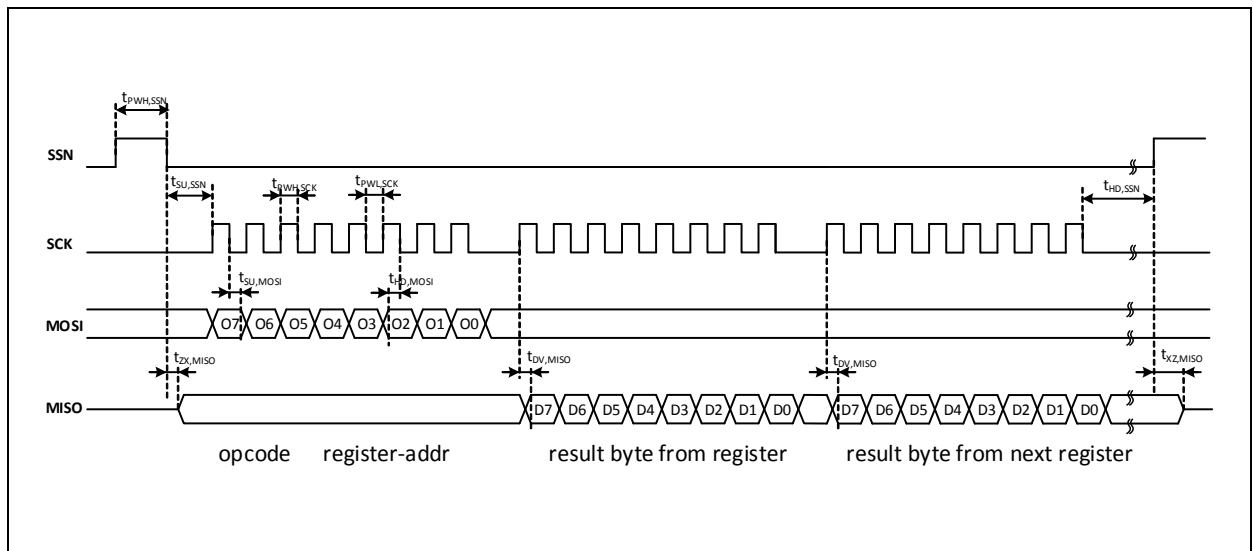 tPWH,SSN
SSN
tSU,SSN
tPWH,SCK
tPWL,SCK
tHD,SSN
SCK
tSU,MOSI
tHD,MOSI
MOSI
O7 O6 O5 O4 O3 O2 O1 O0
tZX,MISO
tDV,MISO
tDV,MISO
tXZ,MISO
MISO
D7 D6 D5 D4 D3 D2 D1 D0 D7 D6 D5 D4 D3 D2 D1 D0
opcode register-addr result byte from register result byte from next register